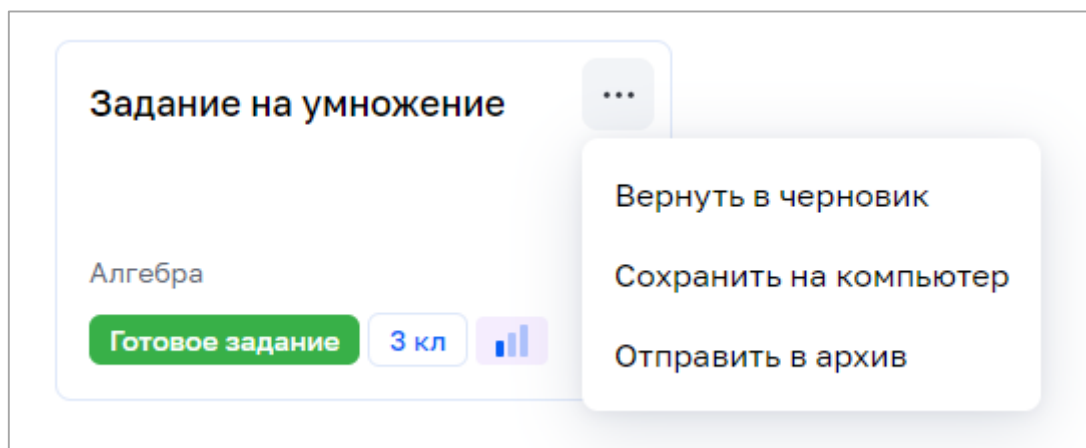 Задание на умножение
...
Вернуть в черновик
Сохранить на компьютер
Отправить в архив
Алгебра
Готовое задание 3 кл